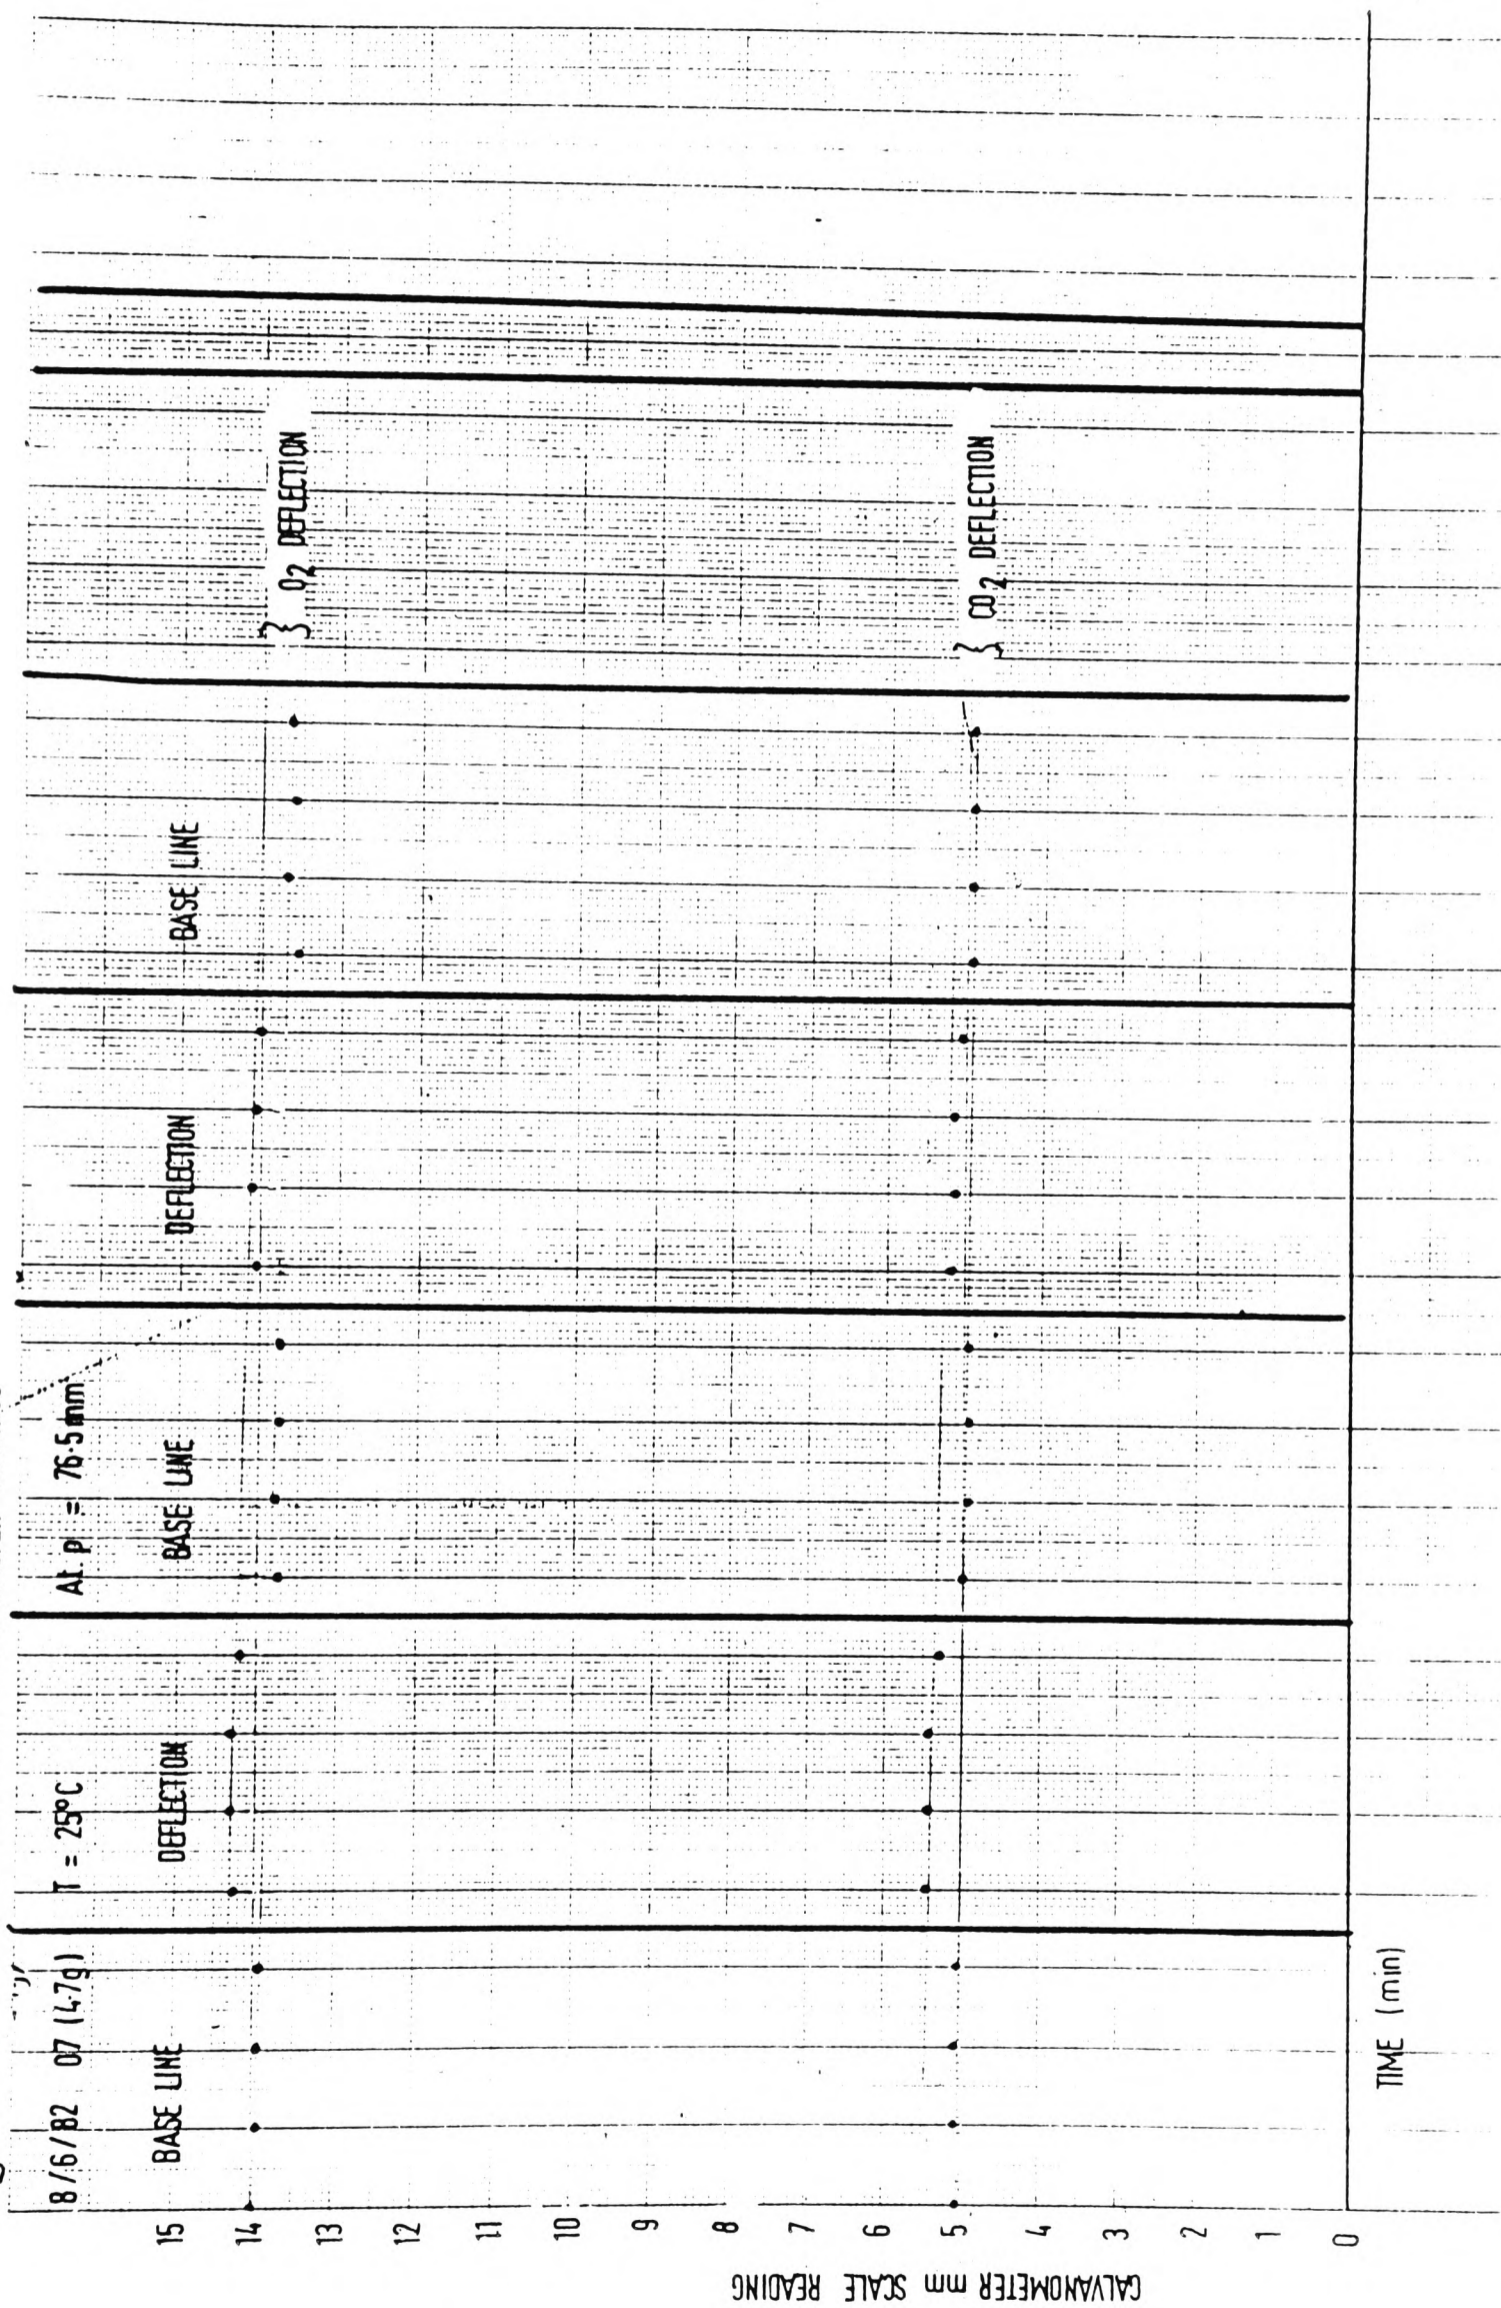 8/6/82 07 (4.7g) T = 25°C At. p = 76.5 mm
BASE LINE DEFLECTION BASE LINE DEFLECTION BASE LINE
} O2 DEFLECTION
} CO2 DEFLECTION
15
14
13
12
11
10
9
8
7
6
5
4
3
2
1
0
GALVANOMETER mm SCALE READING
TIME (min)